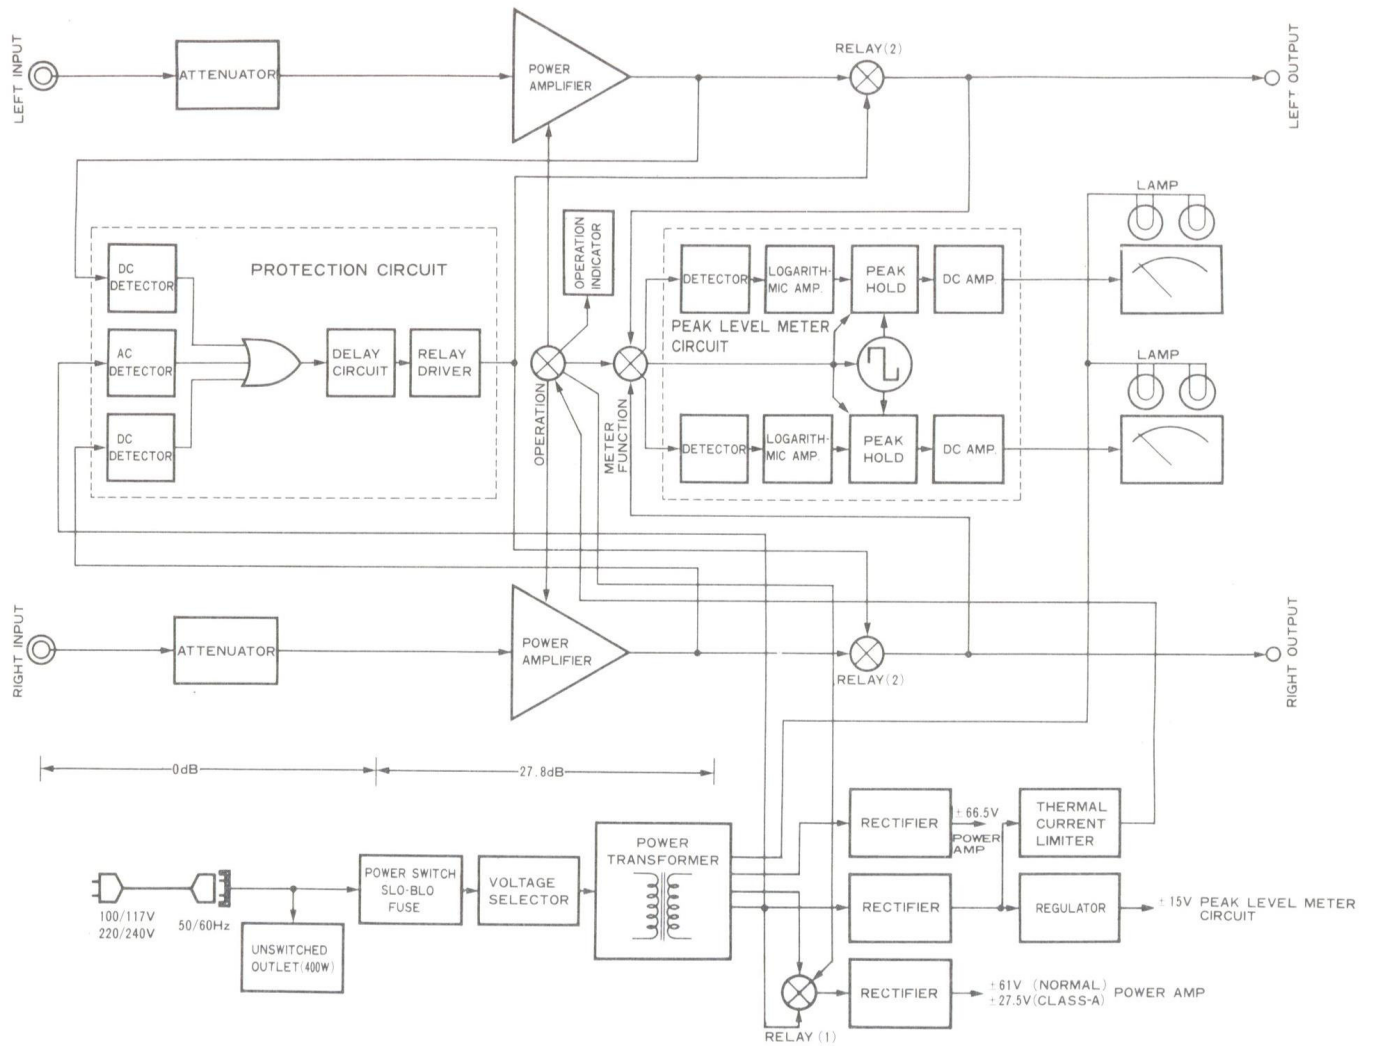 RELAY(2)
LEFT INPUT
ATTENUATOR
POWER
AMPLIFIER
LEFT OUTPUT
LAMP
PROTECTION CIRCUIT
DC
DETECTOR
OPERATION
INDICATOR
DETECTOR
LOGARITH-
MIC AMP.
PEAK
HOLD
DC AMP.
PEAK LEVEL METER
CIRCUIT
AC
DETECTOR
DELAY
CIRCUIT
RELAY
DRIVER
LAMP
OPERATION
METER
FUNCTION
DC
DETECTOR
DETECTOR
LOGARITH-
MIC AMP.
PEAK
HOLD
DC AMP.
RIGHT INPUT
ATTENUATOR
POWER
AMPLIFIER
RELAY(2)
RIGHT OUTPUT
0dB
27.8dB
POWER
TRANSFORMER
RECTIFIER
±66.5V
POWER
AMP
THERMAL
CURRENT
LIMITER
100/117V
220/240V
50/60Hz
POWER SWITCH
SLO-BLO
FUSE
VOLTAGE
SELECTOR
RECTIFIER
REGULATOR
±15V PEAK LEVEL METER
CIRCUIT
UNSWITCHED
OUTLET(400W)
RECTIFIER
±61V (NORMAL)
±27.5V(CLASS-A)
POWER AMP
RELAY(1)